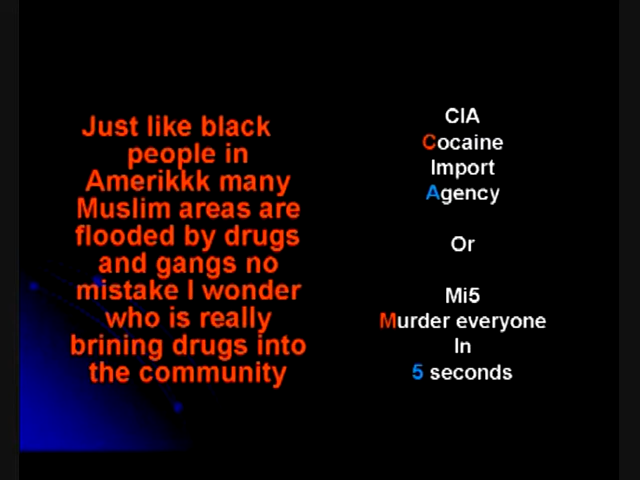 Just like black
people in
Amerikkk many
Muslim areas are
flooded by drugs
and gangs no
mistake I wonder
who is really
brining drugs into
the community
CIA
Cocaine
Import
Agency
Or
Mi5
Murder everyone
In
5 seconds